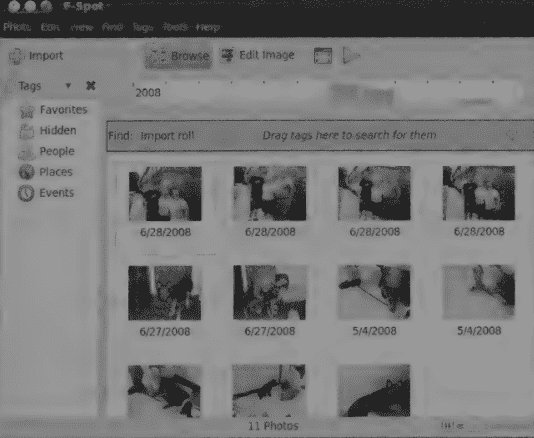 F-Spot
Photo Edit View Find Tags Tools Help
Import Browse Edit Image
Tags
2008
Favorites
Hidden
People
Places
Events
Find: Import roll Drag tags here to search for them
6/28/2008 6/28/2008 6/28/2008 6/28/2008
6/27/2008 6/27/2008 5/4/2008 5/4/2008
11 Photos